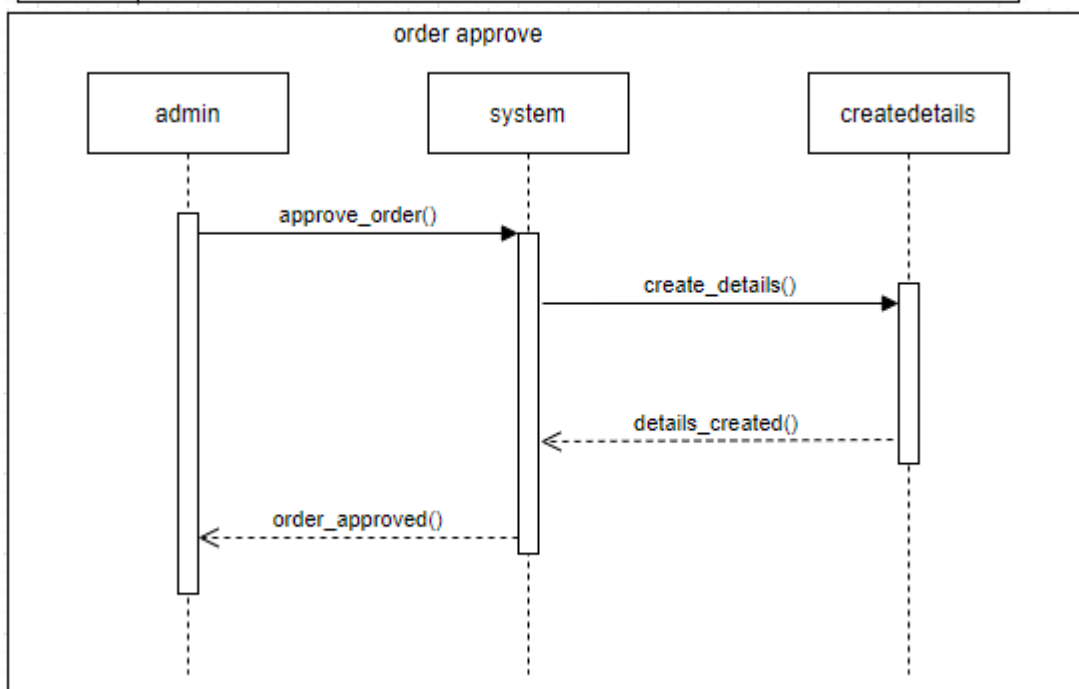 order approve
admin
system
createdetails
approve_order()
create_details()
details_created()
order_approved()